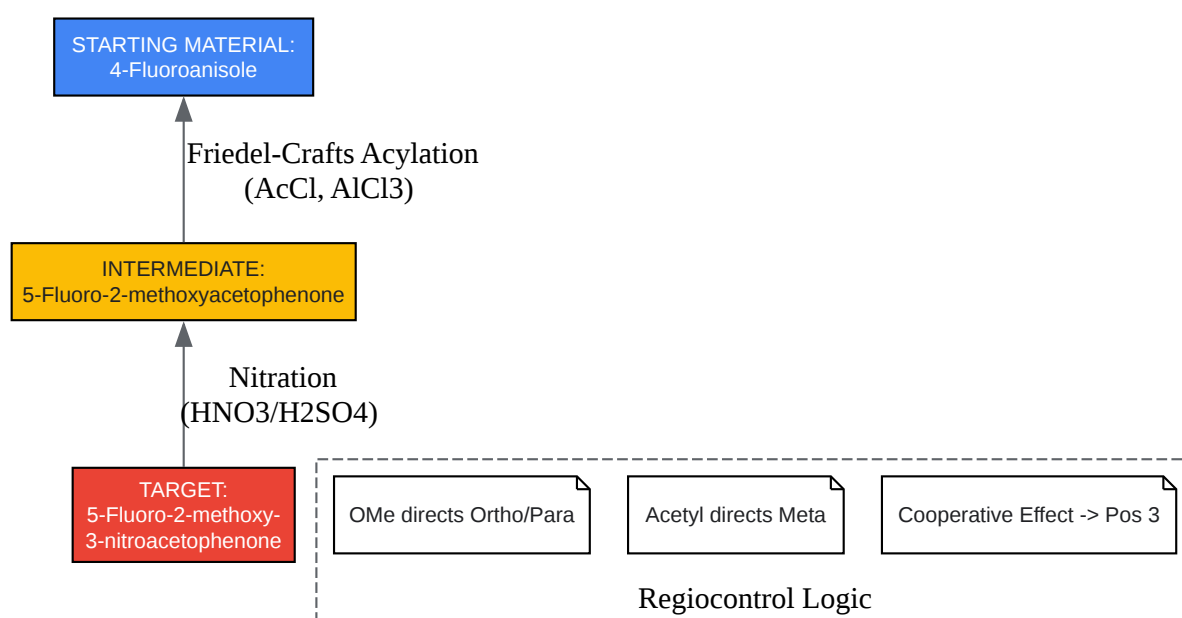 STARTING MATERIAL:
4-Fluoroanisole
Friedel-Crafts Acylation
(AcCl, AlCl3)
INTERMEDIATE:
5-Fluoro-2-methoxyacetophenone
Nitration
(HNO3/H2SO4)
TARGET:
5-Fluoro-2-methoxy-
3-nitroacetophenone
OMe directs Ortho/Para
Acetyl directs Meta
Cooperative Effect -> Pos 3
Regiocontrol Logic